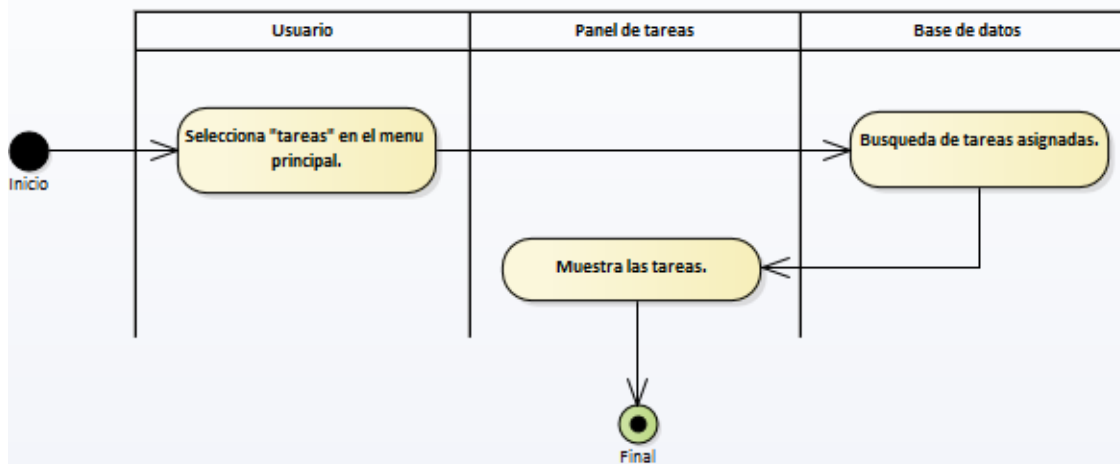 Usuario
Panel de tareas
Base de datos
Inicio
Selecciona "tareas" en el menu
principal.
Busqueda de tareas asignadas.
Muestra las tareas.
Final